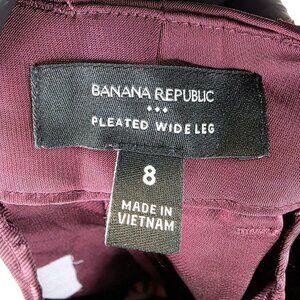 BANANA REPUBLIC
PLEATED WIDE LEG
8
MADE IN
VIETNAM